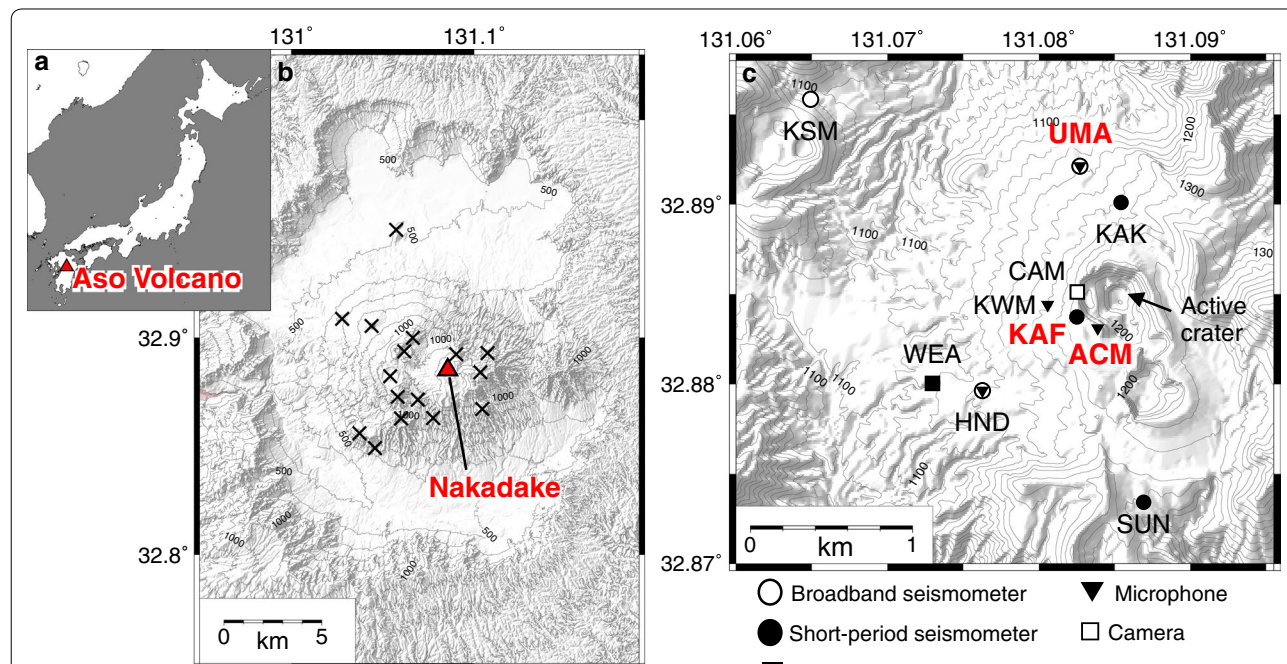 a
Aso Volcano
131˚
131.1˚
b
500
500
500
500
1000
1000
1000
1000
32.9˚
Nakadake
500
500
500
1000
1000
1000
32.8˚
0 km 5
131.06˚ 131.07˚ 131.08˚ 131.09˚
c
1100
KSM
1100
UMA
1200
1300
32.89˚
KAK
1100
1100
130
CAM
KWM
KAF
ACM
1200
Active
crater
WEA
32.88˚
1100
1100
HND
1200
1100
SUN
0 km 1
32.87˚
Broadband seismometer
Microphone
Short-period seismometer
Camera